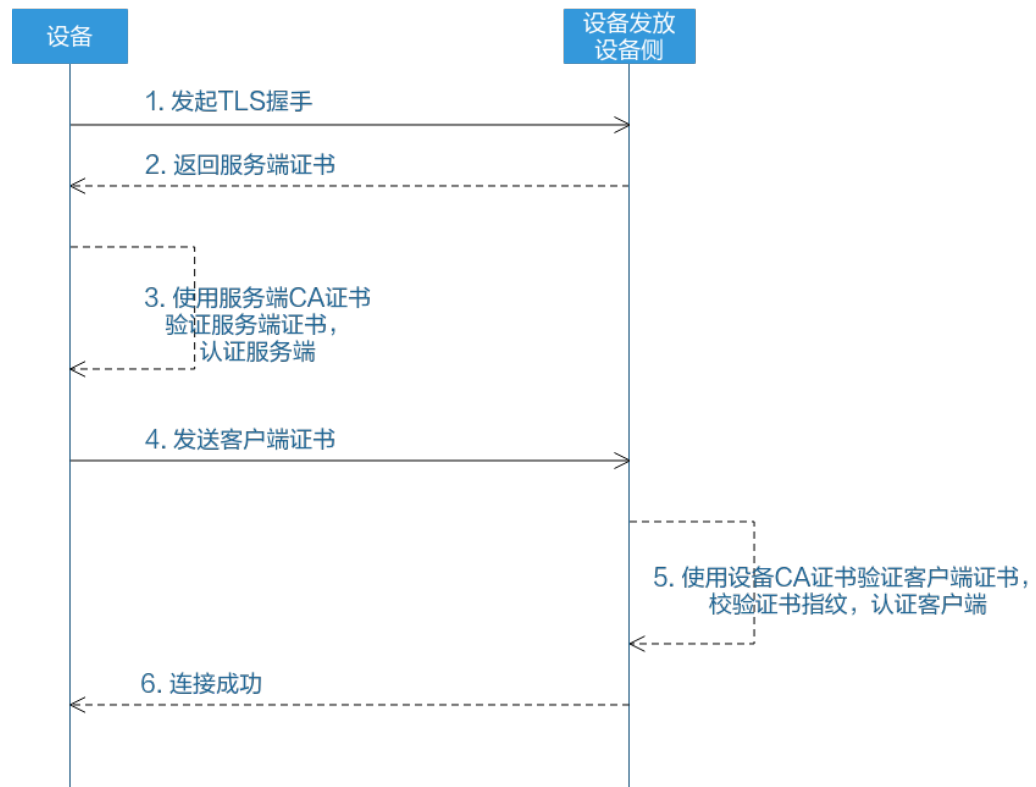 设备
设备发放
设备侧
1. 发起TLS握手
2. 返回服务端证书
3. 使用服务端CA证书
验证服务端证书，
认证服务端
4. 发送客户端证书
5. 使用设备CA证书验证客户端证书，
校验证书指纹，认证客户端
6. 连接成功